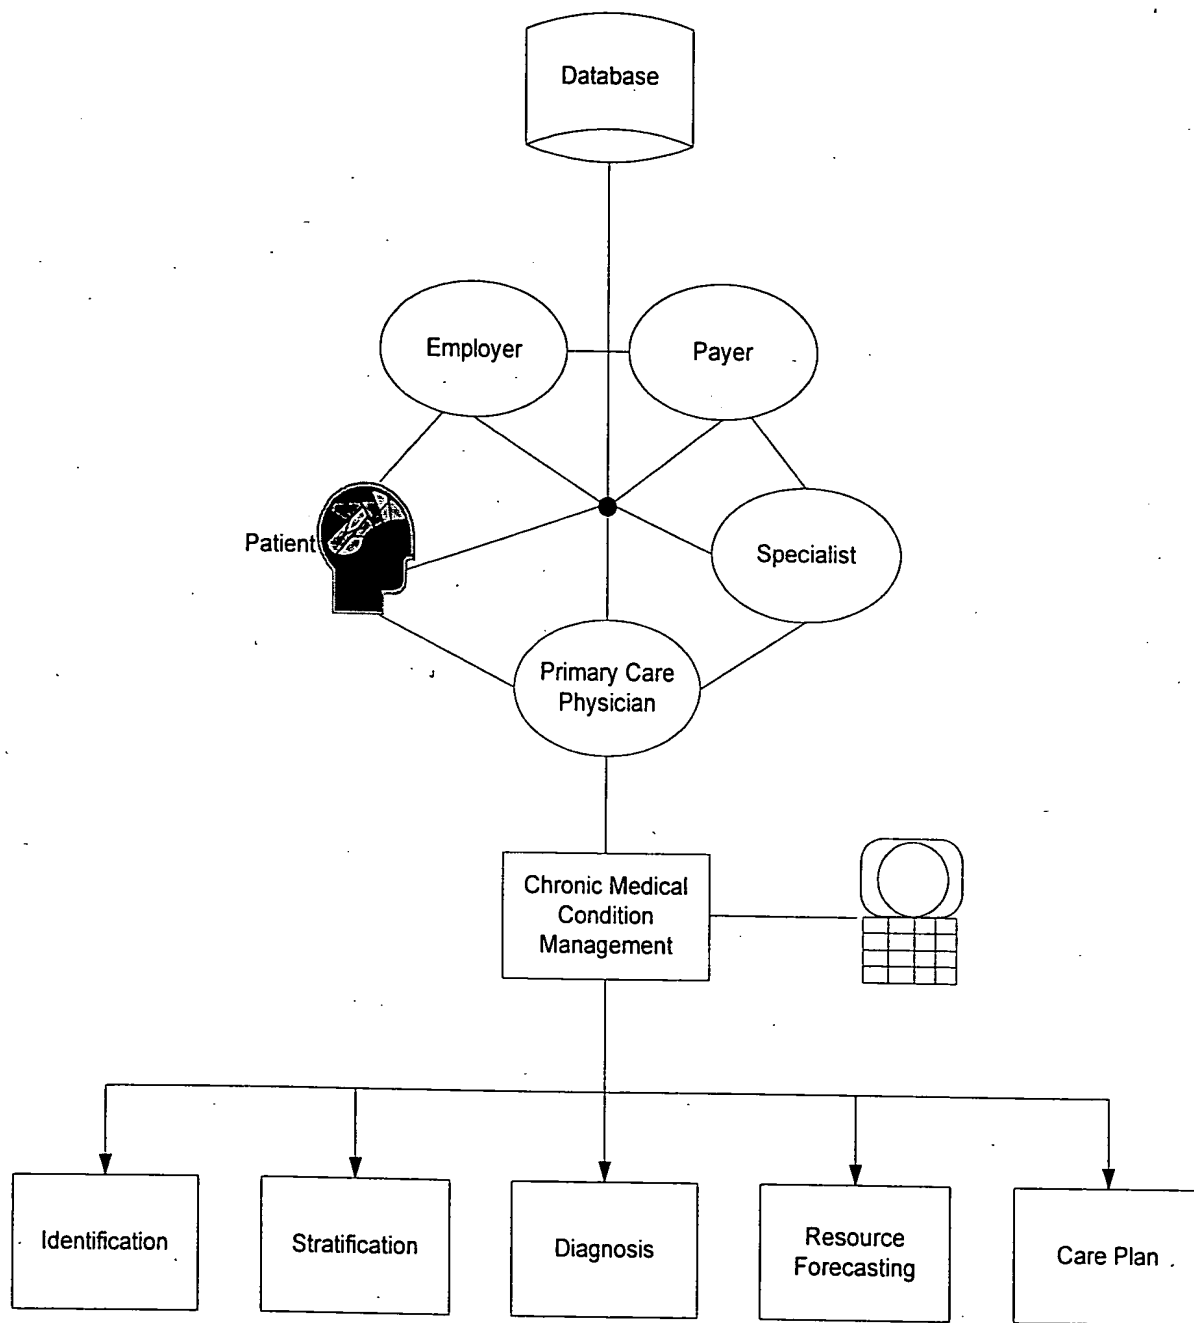 Database
Employer
Payer
Patient
Specialist
Primary Care
Physician
Chronic Medical
Condition
Management
Identification
Stratification
Diagnosis
Resource
Forecasting
Care Plan